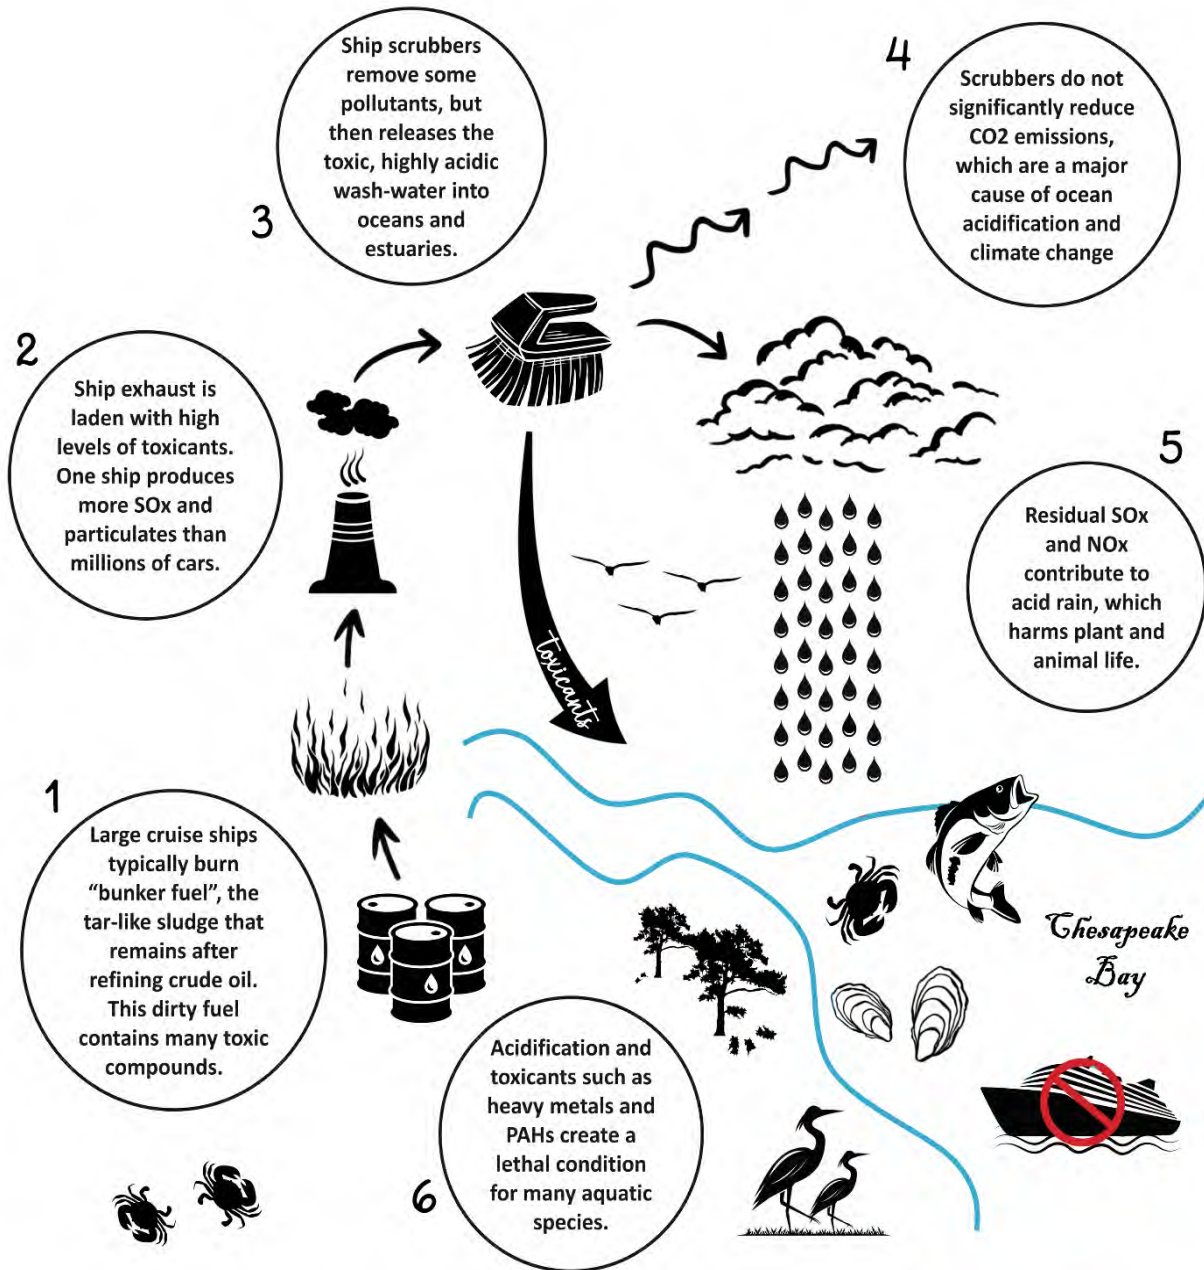 1
Large cruise ships
typically burn
“bunker fuel”, the
tar-like sludge that
remains after
refining crude oil.
This dirty fuel
contains many toxic
compounds.
2
Ship exhaust is
laden with high
levels of toxicants.
One ship produces
more SOx and
particulates than
millions of cars.
3
Ship scrubbers
remove some
pollutants, but
then releases the
toxic, highly acidic
wash-water into
oceans and
estuaries.
4
Scrubbers do not
significantly reduce
CO2 emissions,
which are a major
cause of ocean
acidification and
climate change
5
Residual SOx
and NOx
contribute to
acid rain, which
harms plant and
animal life.
toxicants
6
Acidification and
toxicants such as
heavy metals and
PAHs create a
lethal condition
for many aquatic
species.
Chesapeake
Bay